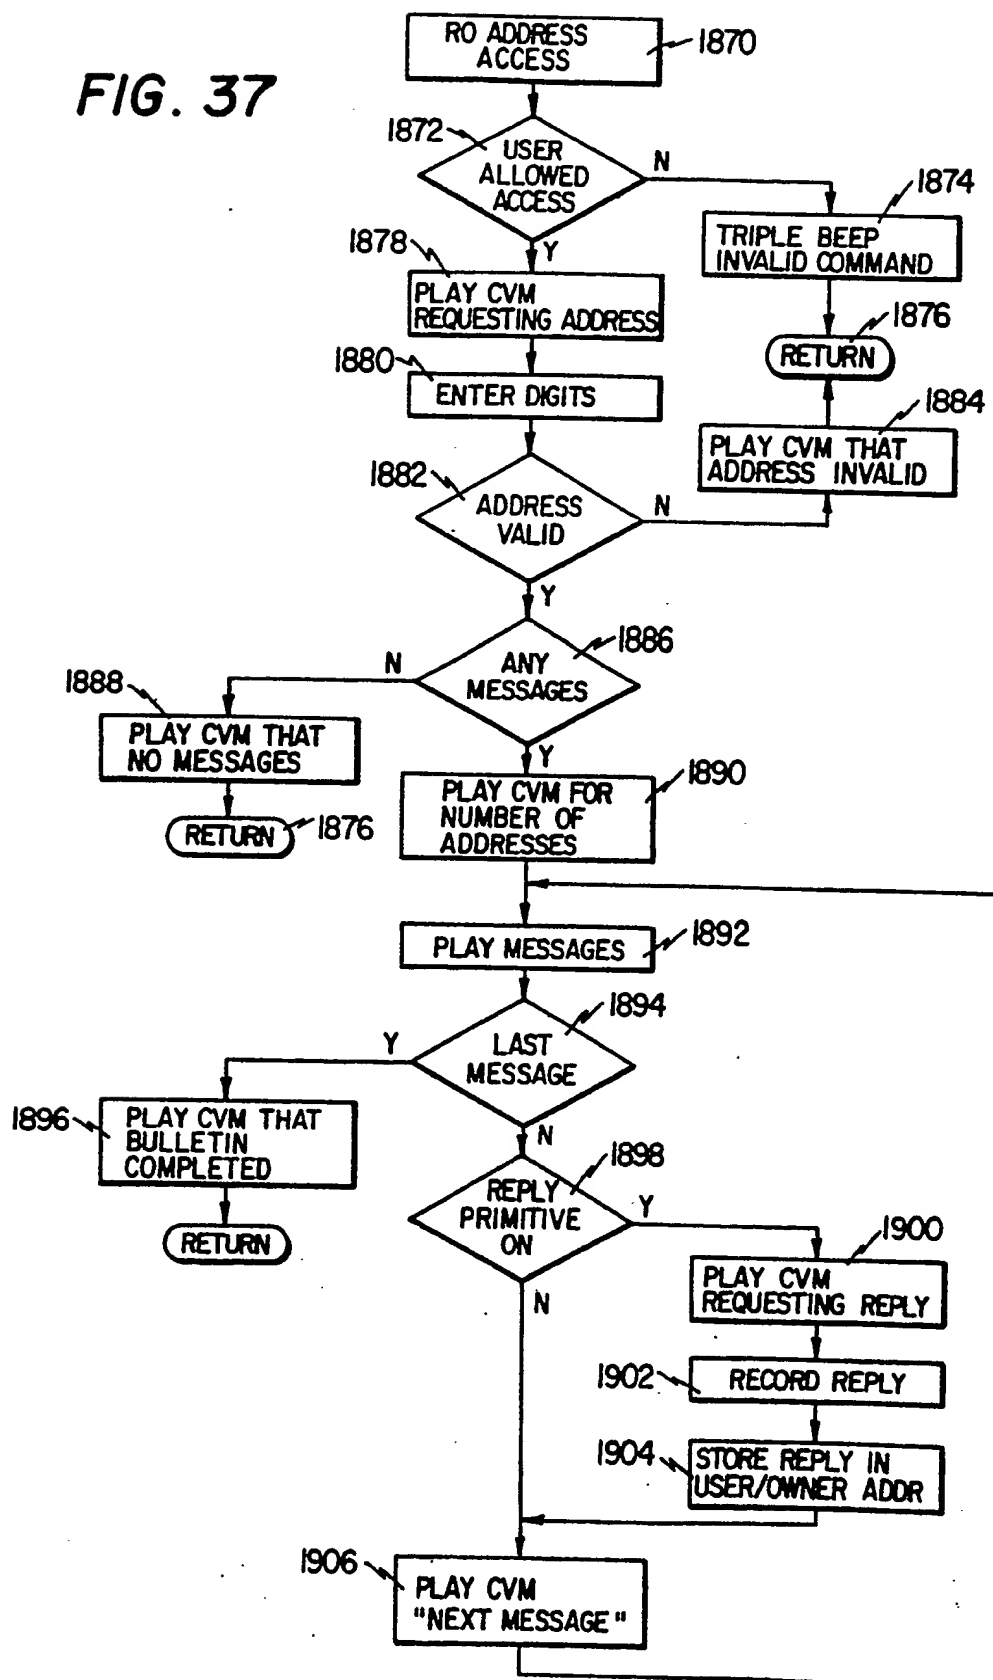 FIG. 37
RO ADDRESS
ACCESS
1870
1872
USER
ALLOWED
ACCESS
N
Y
1874
TRIPLE BEEP
INVALID COMMAND
1876
RETURN
1878
PLAY CVM
REQUESTING ADDRESS
1880
ENTER DIGITS
1884
PLAY CVM THAT
ADDRESS INVALID
1882
ADDRESS
VALID
N
Y
1886
ANY
MESSAGES
N
Y
1888
PLAY CVM THAT
NO MESSAGES
RETURN
1876
1890
PLAY CVM FOR
NUMBER OF
ADDRESSES
PLAY MESSAGES
1892
1894
LAST
MESSAGE
Y
N
1896
PLAY CVM THAT
BULLETIN
COMPLETED
RETURN
1898
REPLY
PRIMITIVE
ON
Y
N
1900
PLAY CVM
REQUESTING REPLY
1902
RECORD REPLY
1904
STORE REPLY IN
USER/OWNER ADDR
1906
PLAY CVM
"NEXT MESSAGE"